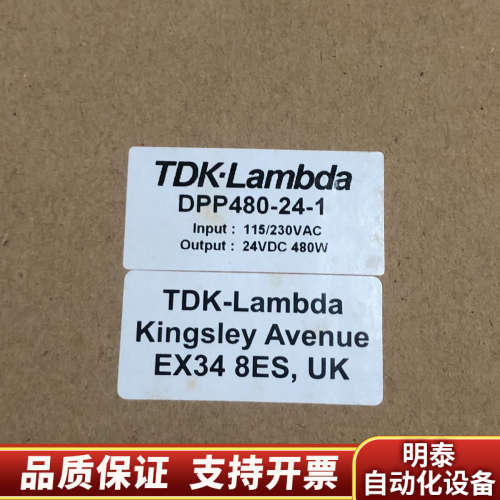 TDK·Lambda
DPP480-24-1
Input : 115/230VAC
Output : 24VDC 480W
TDK-Lambda
Kingsley Avenue
EX34 8ES, UK
品质保证 支持开票
明泰
自动化设备